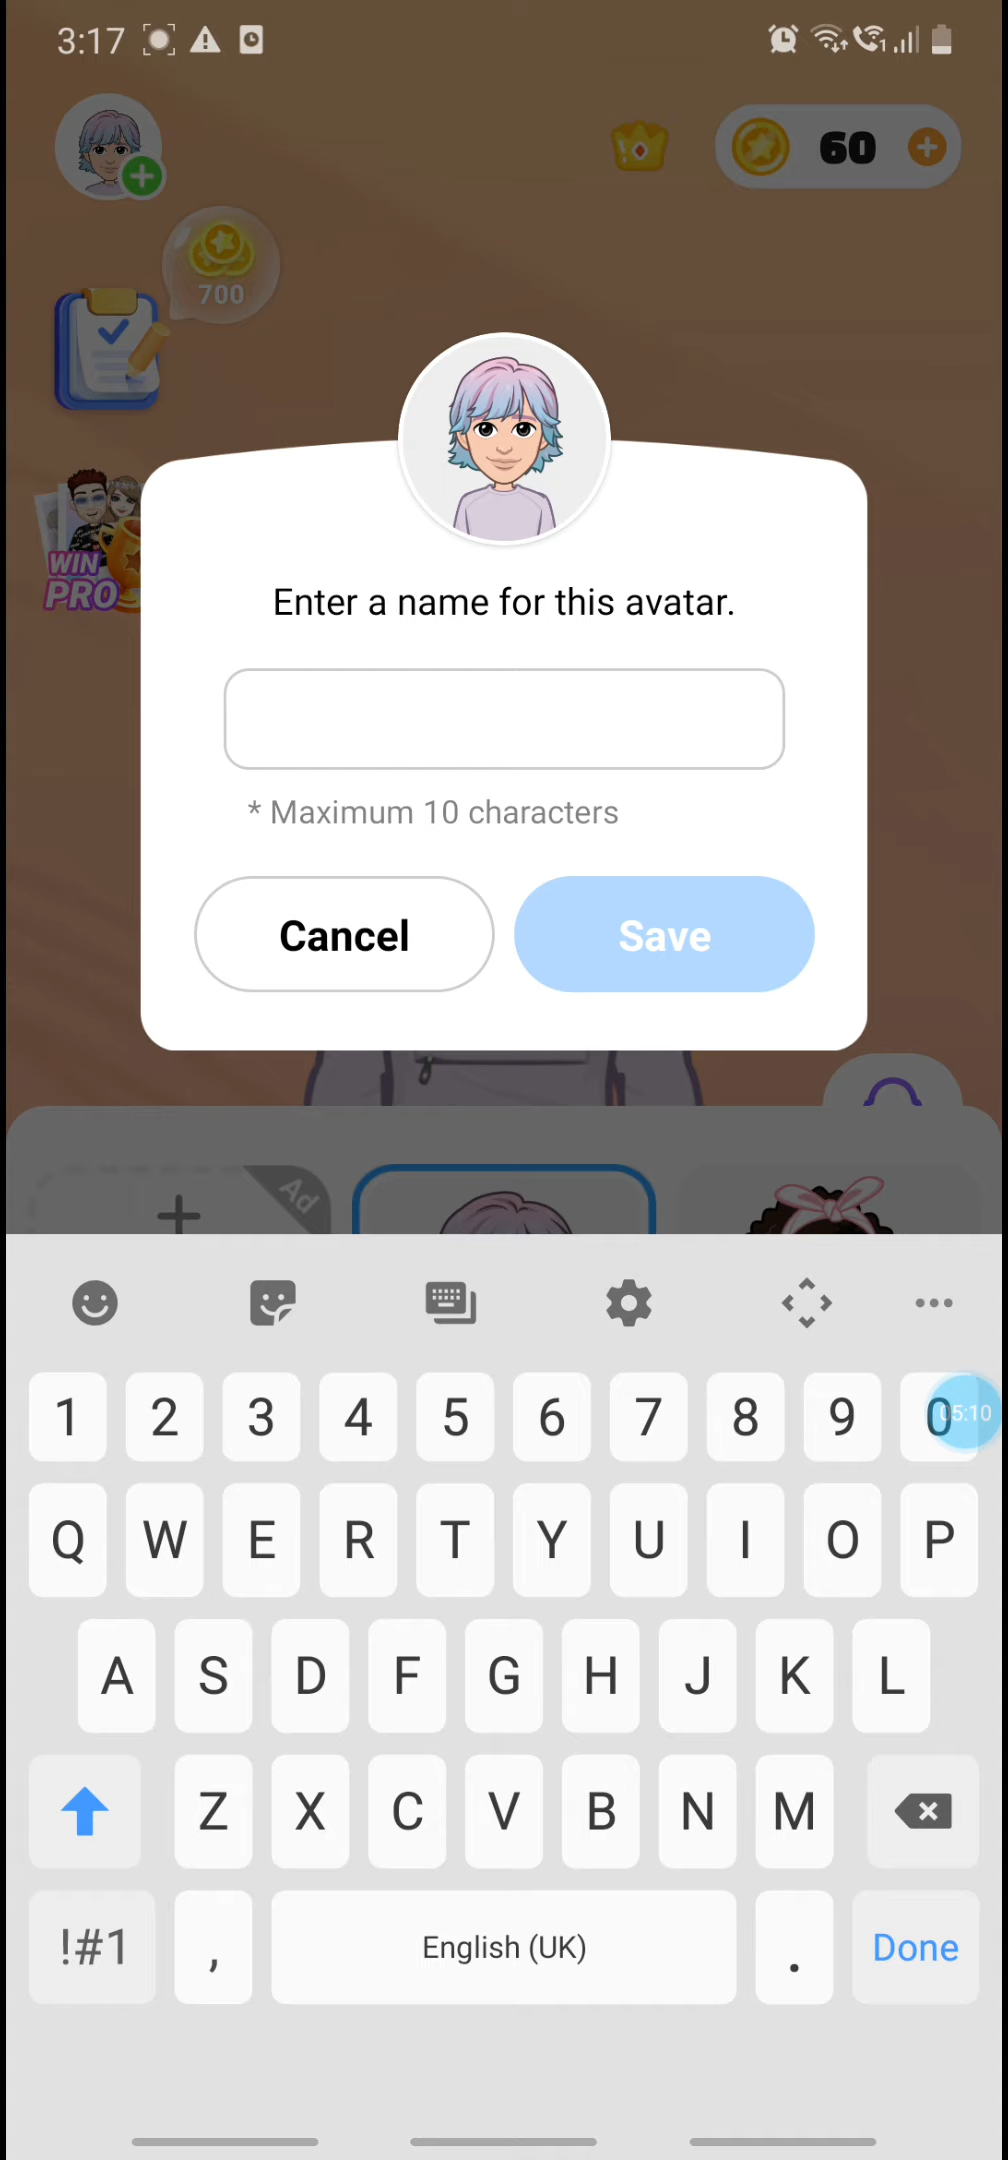 3:17
60
700
WIN
PRO
Enter a name for this avatar.
* Maximum 10 characters
Cancel Save
Ad
1 2 3 4 5 6 7 8 9 0
05:10
Q W E R T Y U I O P
A S D F G H J K L
Z X C V B N M
!#1 , English (UK) . Done